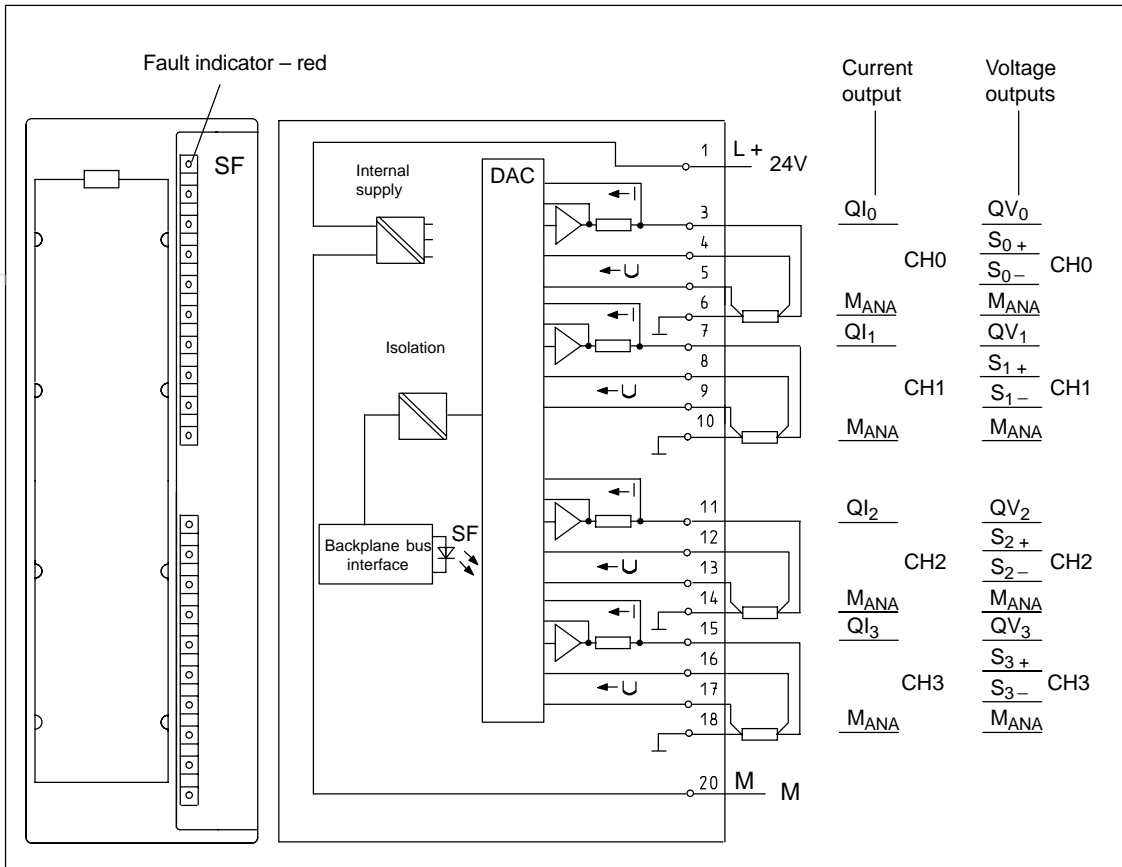 Fault indicator – red
SF
Current output
Voltage outputs
Internal supply
DAC
Isolation
Backplane bus interface
SF
1 L + 24V
I
3
4
U
5
6
I
7
8
U
9
10
I
11
12
U
13
14
I
15
16
U
17
18
20 M M
QI0 QV0
S0 +
CH0 CH0
S0 –
MANA MANA
QI1 QV1
S1 +
CH1 CH1
S1 –
MANA MANA
QI2 QV2
S2 +
CH2 CH2
S2 –
MANA MANA
QI3 QV3
S3 +
CH3 CH3
S3 –
MANA MANA